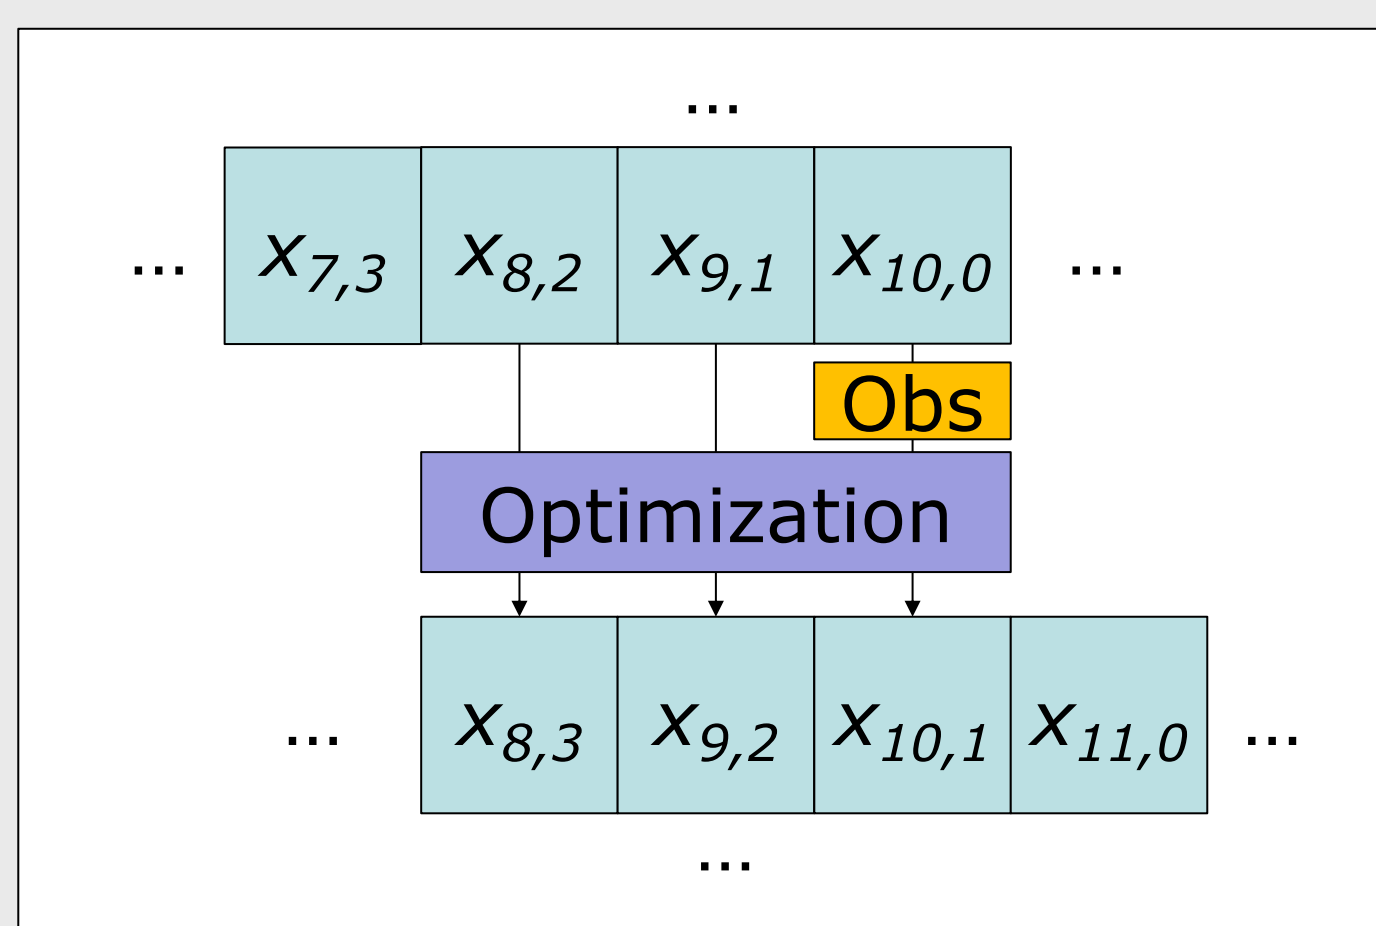 ...
... x7,3 x8,2 x9,1 x10,0 ...
Obs
Optimization
... x8,3 x9,2 x10,1 x11,0 ...
...